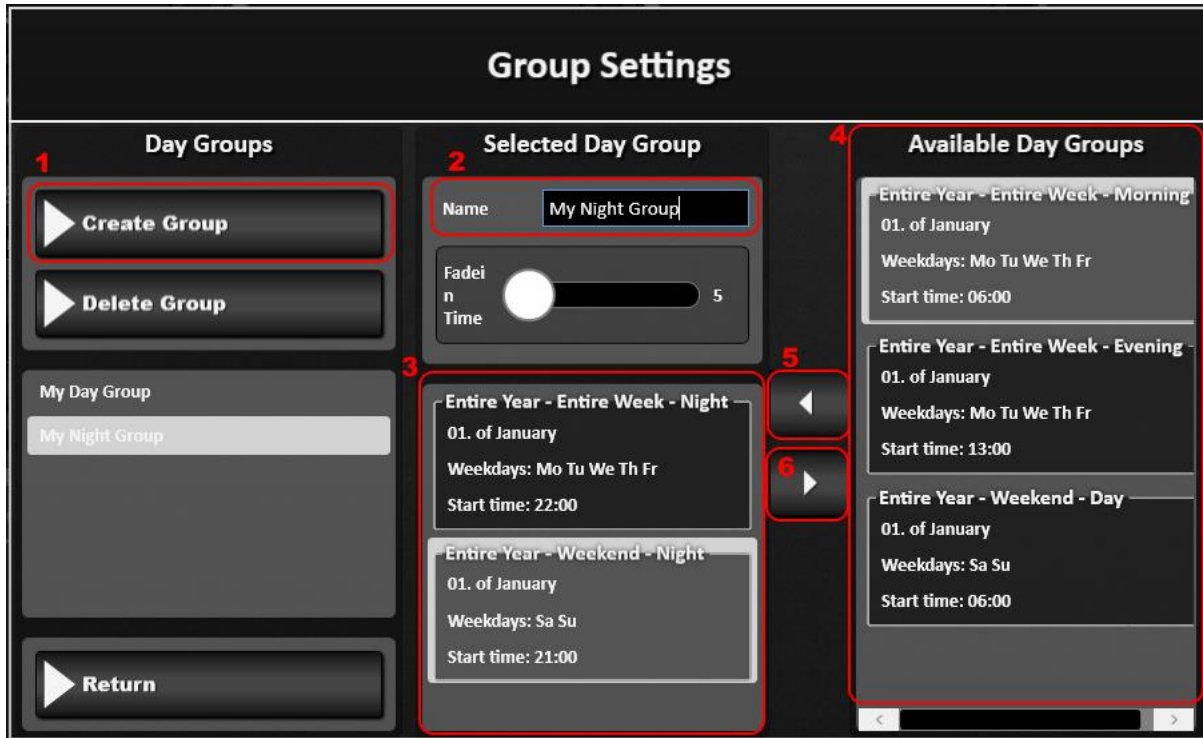 Group Settings
Day Groups
1
Create Group
Delete Group
My Day Group
My Night Group
Return
Selected Day Group
2
Name My Night Group
Fadei
n
Time
5
3
Entire Year - Entire Week - Night
01. of January
Weekdays: Mo Tu We Th Fr
Start time: 22:00
Entire Year - Weekend - Night
01. of January
Weekdays: Sa Su
Start time: 21:00
5
6
4
Available Day Groups
Entire Year - Entire Week - Morning
01. of January
Weekdays: Mo Tu We Th Fr
Start time: 06:00
Entire Year - Entire Week - Evening -
01. of January
Weekdays: Mo Tu We Th Fr
Start time: 13:00
Entire Year - Weekend - Day
01. of January
Weekdays: Sa Su
Start time: 06:00